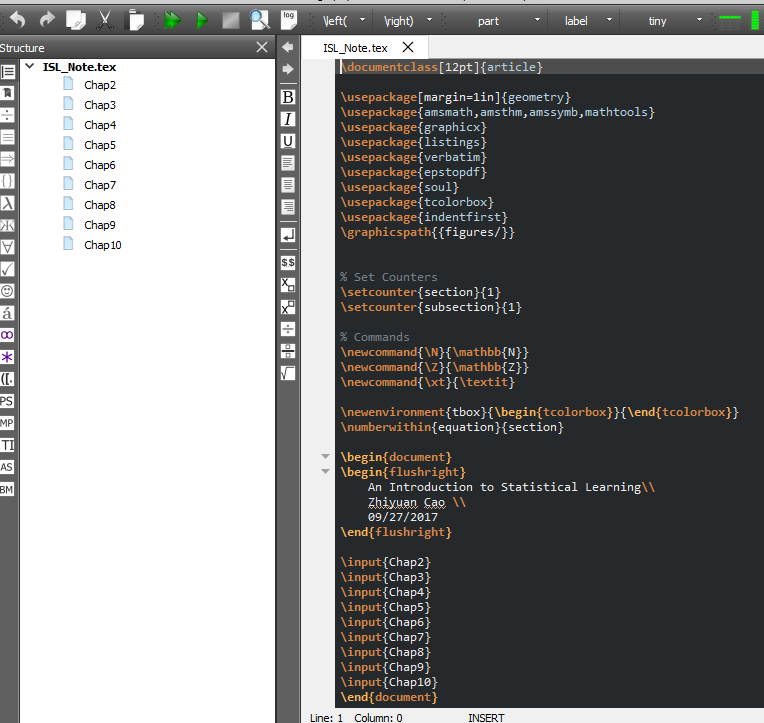 log
\left(
\right)
part
label
tiny
Structure
ISL_Note.tex
Chap2
Chap3
Chap4
Chap5
Chap6
Chap7
Chap8
Chap9
Chap10
{}
λ
Ж
∀
á
∞
*
([.
PS
MP
TI
AS
BM
B
I
U
$$
ISL_Note.tex
\documentclass[12pt]{article}
\usepackage[margin=1in]{geometry}
\usepackage{amsmath,amsthm,amssymb,mathtools}
\usepackage{graphicx}
\usepackage{listings}
\usepackage{verbatim}
\usepackage{epstopdf}
\usepackage{soul}
\usepackage{tcolorbox}
\usepackage{indentfirst}
\graphicspath{{figures/}}
% Set Counters
\setcounter{section}{1}
\setcounter{subsection}{1}
% Commands
\newcommand{\N}{\mathbb{N}}
\newcommand{\Z}{\mathbb{Z}}
\newcommand{\xt}{\textit}
\newenvironment{tbox}{\begin{tcolorbox}}{\end{tcolorbox}}
\numberwithin{equation}{section}
\begin{document}
\begin{flushright}
An Introduction to Statistical Learning\\
Zhiyuan Cao \\
09/27/2017
\end{flushright}
\input{Chap2}
\input{Chap3}
\input{Chap4}
\input{Chap5}
\input{Chap6}
\input{Chap7}
\input{Chap8}
\input{Chap9}
\input{Chap10}
\end{document}
Line: 1 Column: 0 INSERT